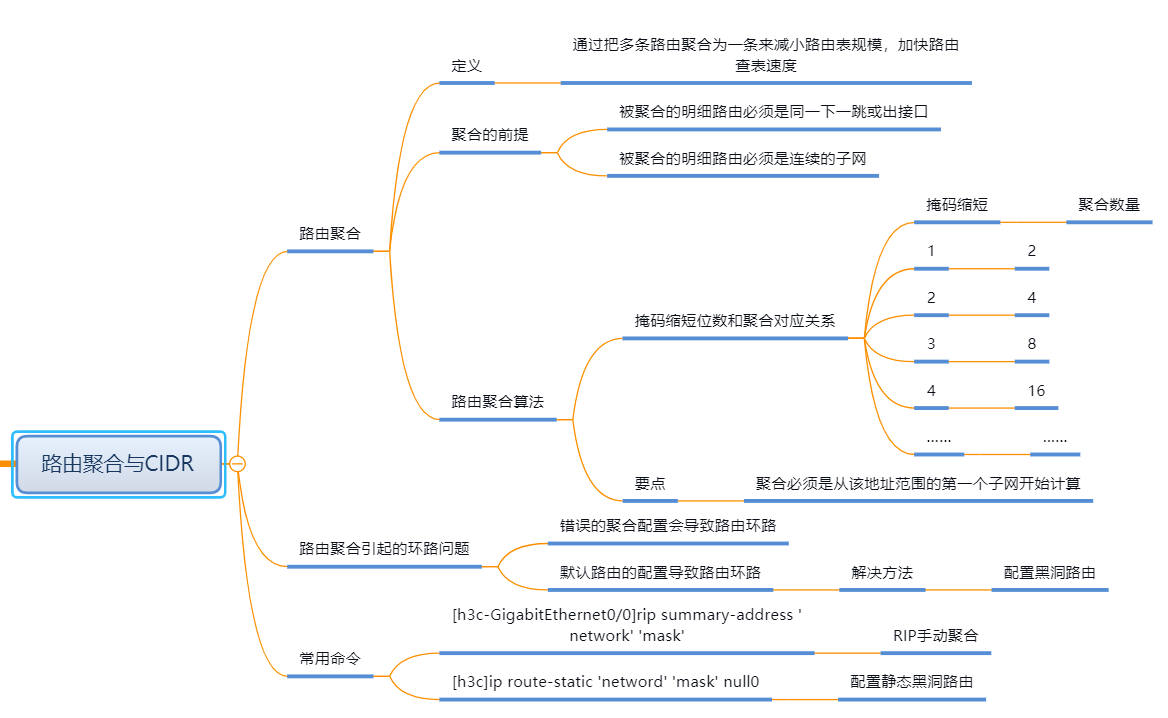 路由聚合与CIDR
路由聚合
定义
通过把多条路由聚合为一条来减小路由表规模，加快路由
查表速度
聚合的前提
被聚合的明细路由必须是同一下一跳或出接口
被聚合的明细路由必须是连续的子网
路由聚合算法
掩码缩短位数和聚合对应关系
掩码缩短
聚合数量
1
2
2
4
3
8
4
16
……
……
要点
聚合必须是从该地址范围的第一个子网开始计算
路由聚合引起的环路问题
错误的聚合配置会导致路由环路
默认路由的配置导致路由环路
解决方法
配置黑洞路由
常用命令
[h3c-GigabitEthernet0/0]rip summary-address '
network' 'mask'
RIP手动聚合
[h3c]ip route-static 'netword' 'mask' null0
配置静态黑洞路由